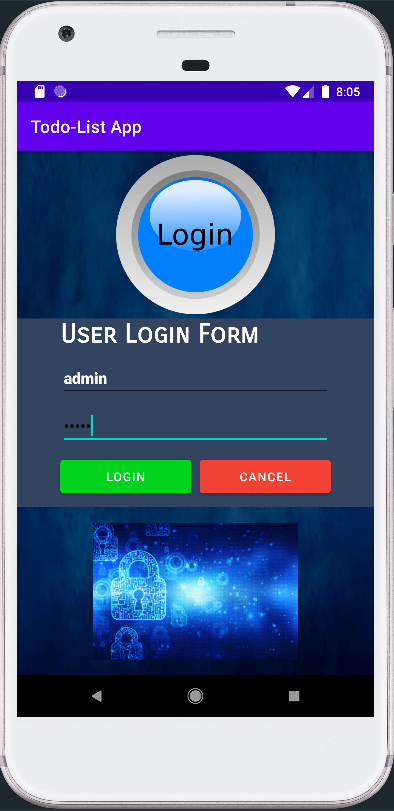 8:05
Todo-List App
Login
User Login Form
admin
•••••
LOGIN
CANCEL